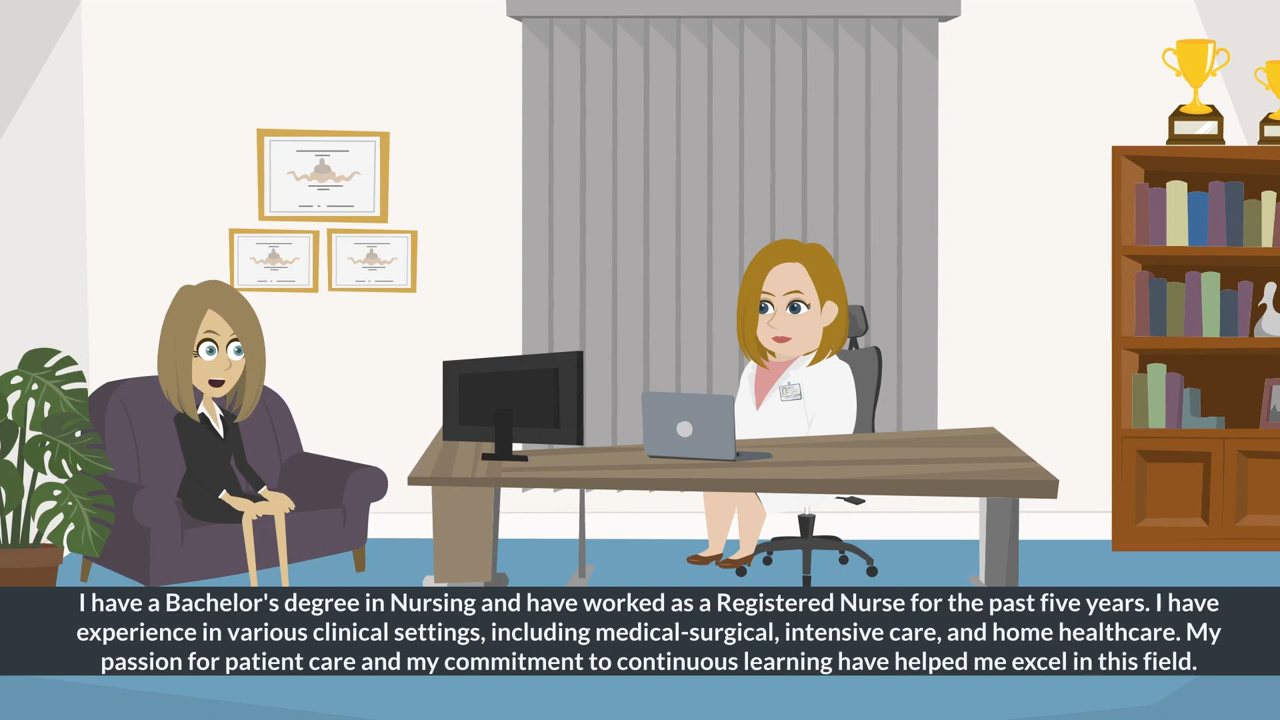 I have a Bachelor's degree in Nursing and have worked as a Registered Nurse for the past five years. I have
experience in various clinical settings, including medical-surgical, intensive care, and home healthcare. My
passion for patient care and my commitment to continuous learning have helped me excel in this field.